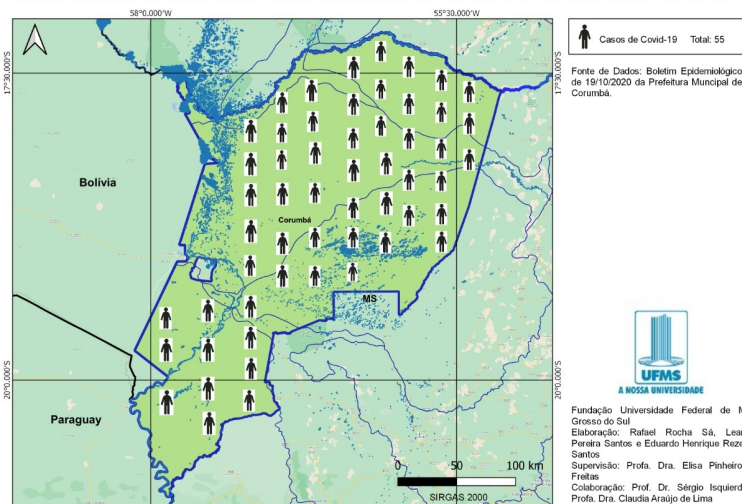 58°0.000'W
55°30.000'W
17°30.000'S
17°30.000'S
Casos de Covid-19 Total: 55
Fonte de Dados: Boletim Epidemiológico
de 19/10/2020 da Prefeitura Muncipal de
Corumbá.
Bolívia
Corumbá
MS
20°0.000'S
20°0.000'S
Paraguay
0 50 100 km
SIRGAS 2000
UFMS
A NOSSA UNIVERSIDADE
Fundação Universidade Federal de M
Grosso do Sul
Elaboração: Rafael Rocha Sá, Lean
Pereira Santos e Eduardo Henrique Reze
Santos
Supervisão: Profa. Dra. Elisa Pinheiro
Freitas
Colaboração: Prof. Dr. Sérgio Isquierd
Profa. Dra. Claudia Araújo de Lima